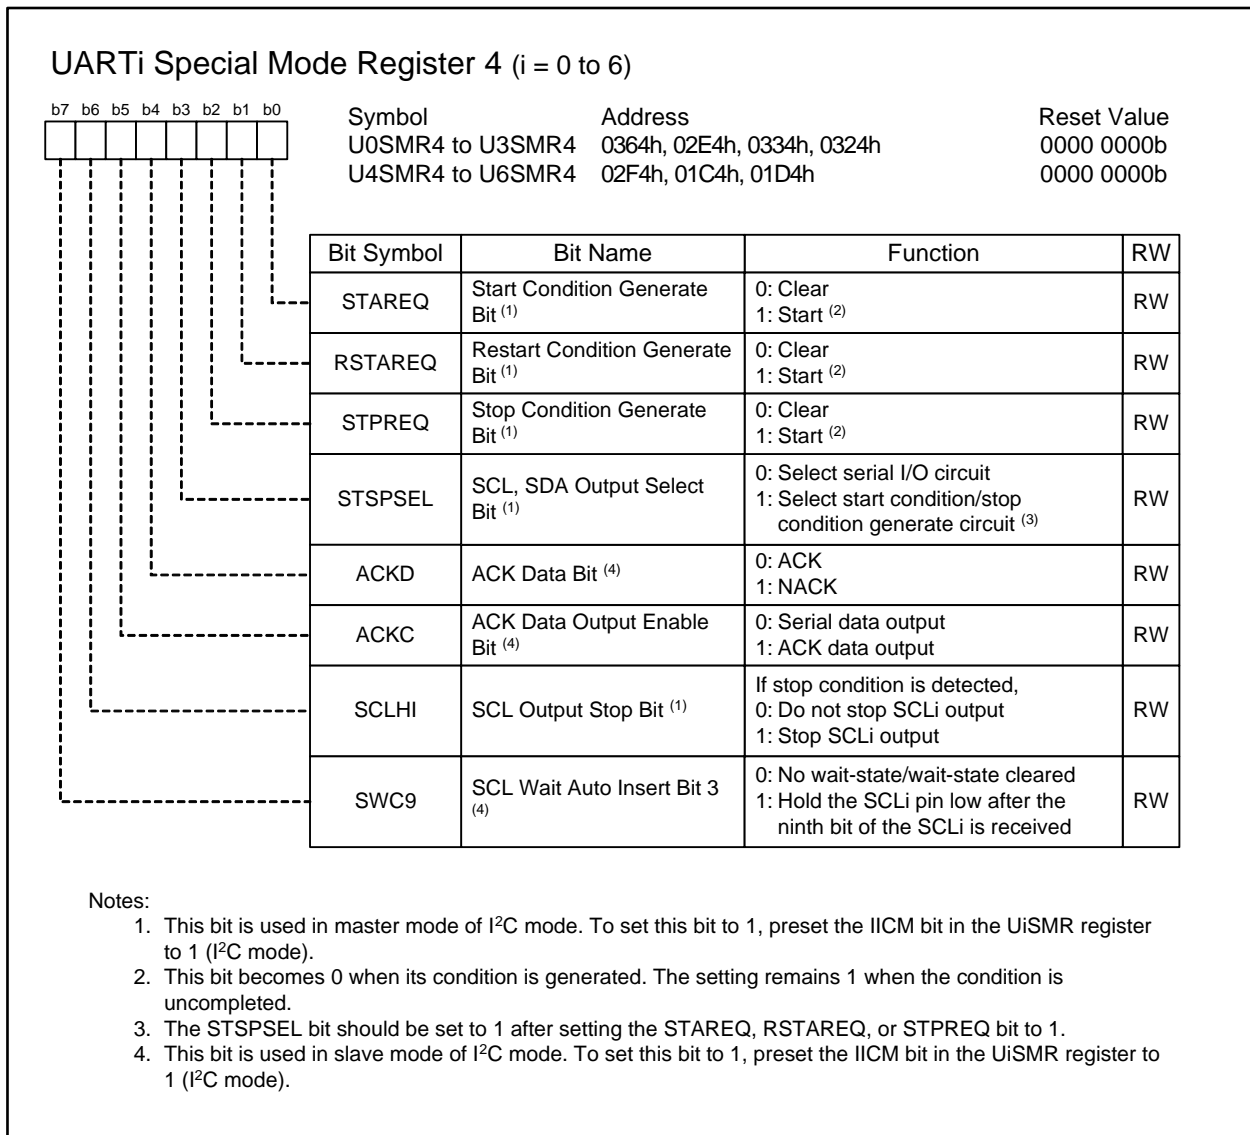 UARTi Special Mode Register 4 (i = 0 to 6)
b7 b6 b5 b4 b3 b2 b1 b0
Symbol Address Reset Value
U0SMR4 to U3SMR4 0364h, 02E4h, 0334h, 0324h 0000 0000b
U4SMR4 to U6SMR4 02F4h, 01C4h, 01D4h 0000 0000b
Bit Symbol Bit Name Function RW
STAREQ Start Condition Generate Bit (1) 0: Clear RW
1: Start (2)
RSTAREQ Restart Condition Generate Bit (1) 0: Clear RW
1: Start (2)
STPREQ Stop Condition Generate Bit (1) 0: Clear RW
1: Start (2)
STSPSEL SCL, SDA Output Select Bit (1) 0: Select serial I/O circuit RW
1: Select start condition/stop
condition generate circuit (3)
ACKD ACK Data Bit (4) 0: ACK RW
1: NACK
ACKC ACK Data Output Enable Bit (4) 0: Serial data output RW
1: ACK data output
SCLHI SCL Output Stop Bit (1) If stop condition is detected, RW
0: Do not stop SCLi output
1: Stop SCLi output
SWC9 SCL Wait Auto Insert Bit 3 (4) 0: No wait-state/wait-state cleared RW
1: Hold the SCLi pin low after the
ninth bit of the SCLi is received
Notes:
1. This bit is used in master mode of I²C mode. To set this bit to 1, preset the IICM bit in the UiSMR register
to 1 (I²C mode).
2. This bit becomes 0 when its condition is generated. The setting remains 1 when the condition is
uncompleted.
3. The STSPSEL bit should be set to 1 after setting the STAREQ, RSTAREQ, or STPREQ bit to 1.
4. This bit is used in slave mode of I²C mode. To set this bit to 1, preset the IICM bit in the UiSMR register to
1 (I²C mode).